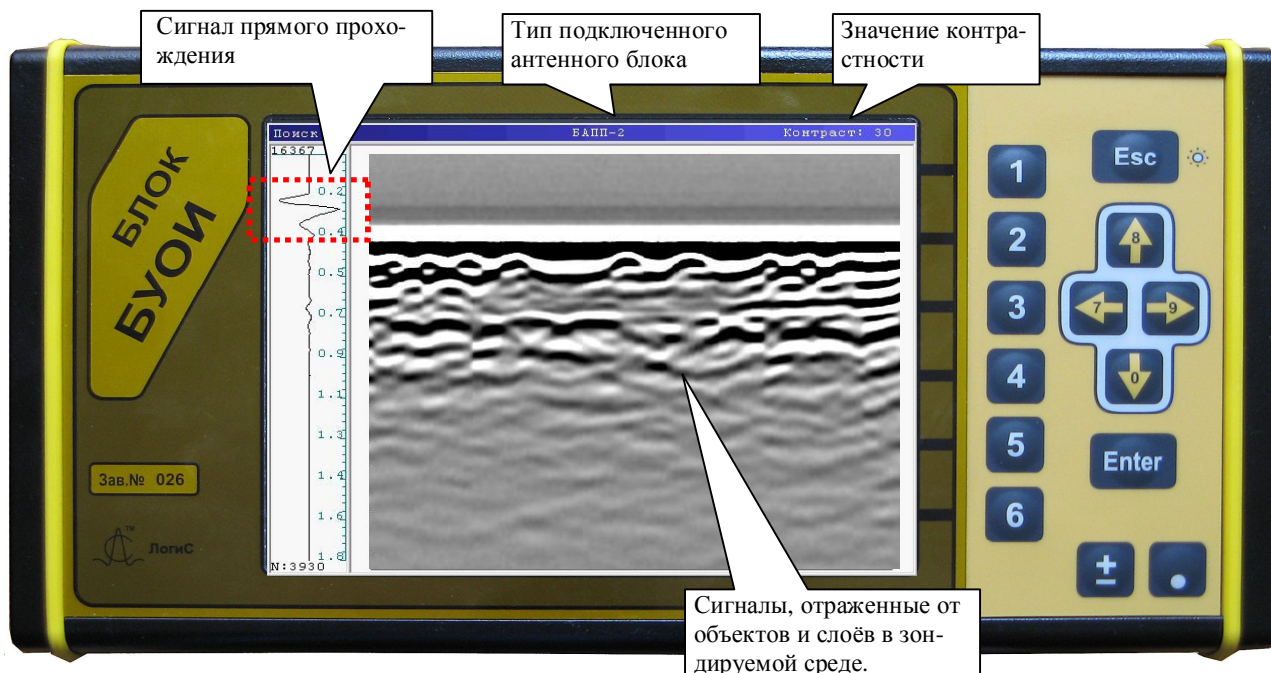 Сигнал прямого прохо-
ждения
Тип подключенного
антенного блока
Значение контра-
стности
Поиск
БАПП-2
Контраст: 30
16367
0.2
0.4
0.5
0.7
0.9
1.1
1.3
1.4
1.6
1.8
N:3930
БЛОК
БУОИ
Зав.№ 026
TM
ЛогиС
1
2
3
4
5
6
Esc
8
7
9
0
Enter
±
.
Сигналы, отраженные от
объектов и слоёв в зон-
дируемой среде.